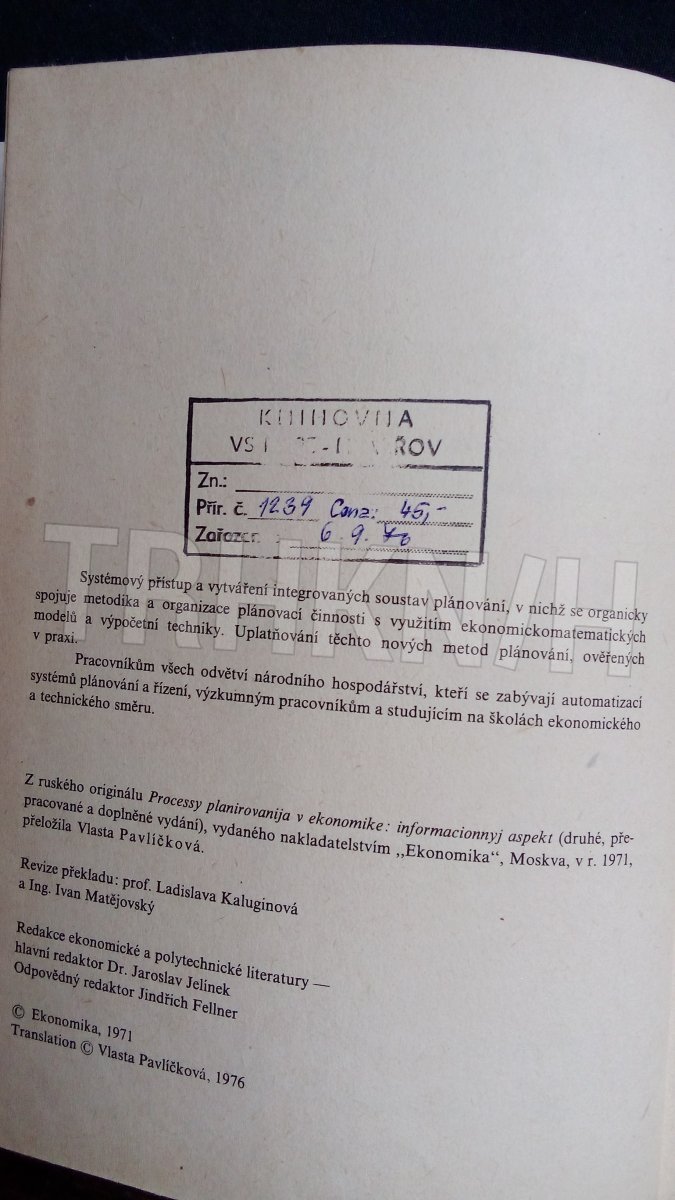 KNIHOVNA
Zn.:
Přír. č. 1239 Cena: 45,-
Zařazen: 6. 9.
TRHKNIH
Systémový přístup a vytváření integrovaných soustav plánování, v nichž se organicky
spojuje metodika a organizace plánovací činnosti s využitím ekonomickomatematických
modelů a výpočetní techniky. Uplatňování těchto nových metod plánování, ověřených
v praxi.
Pracovníkům všech odvětví národního hospodářství, kteří se zabývají automatizací
systémů plánování a řízení, výzkumným pracovníkům a studujícím na školách ekonomického
a technického směru.
Z ruského originálu Processy planirovanija v ekonomike: informacionnyj aspekt (druhé, pře-
pracované a doplněné vydání), vydaného nakladatelstvím ,,Ekonomika“, Moskva, v r. 1971,
přeložila Vlasta Pavlíčková.
Revize překladu: prof. Ladislava Kaluginová
a Ing. Ivan Matějovský
Redakce ekonomické a polytechnické literatury —
hlavní redaktor Dr. Jaroslav Jelínek
Odpovědný redaktor Jindřich Fellner
© Ekonomika, 1971
Translation © Vlasta Pavlíčková, 1976